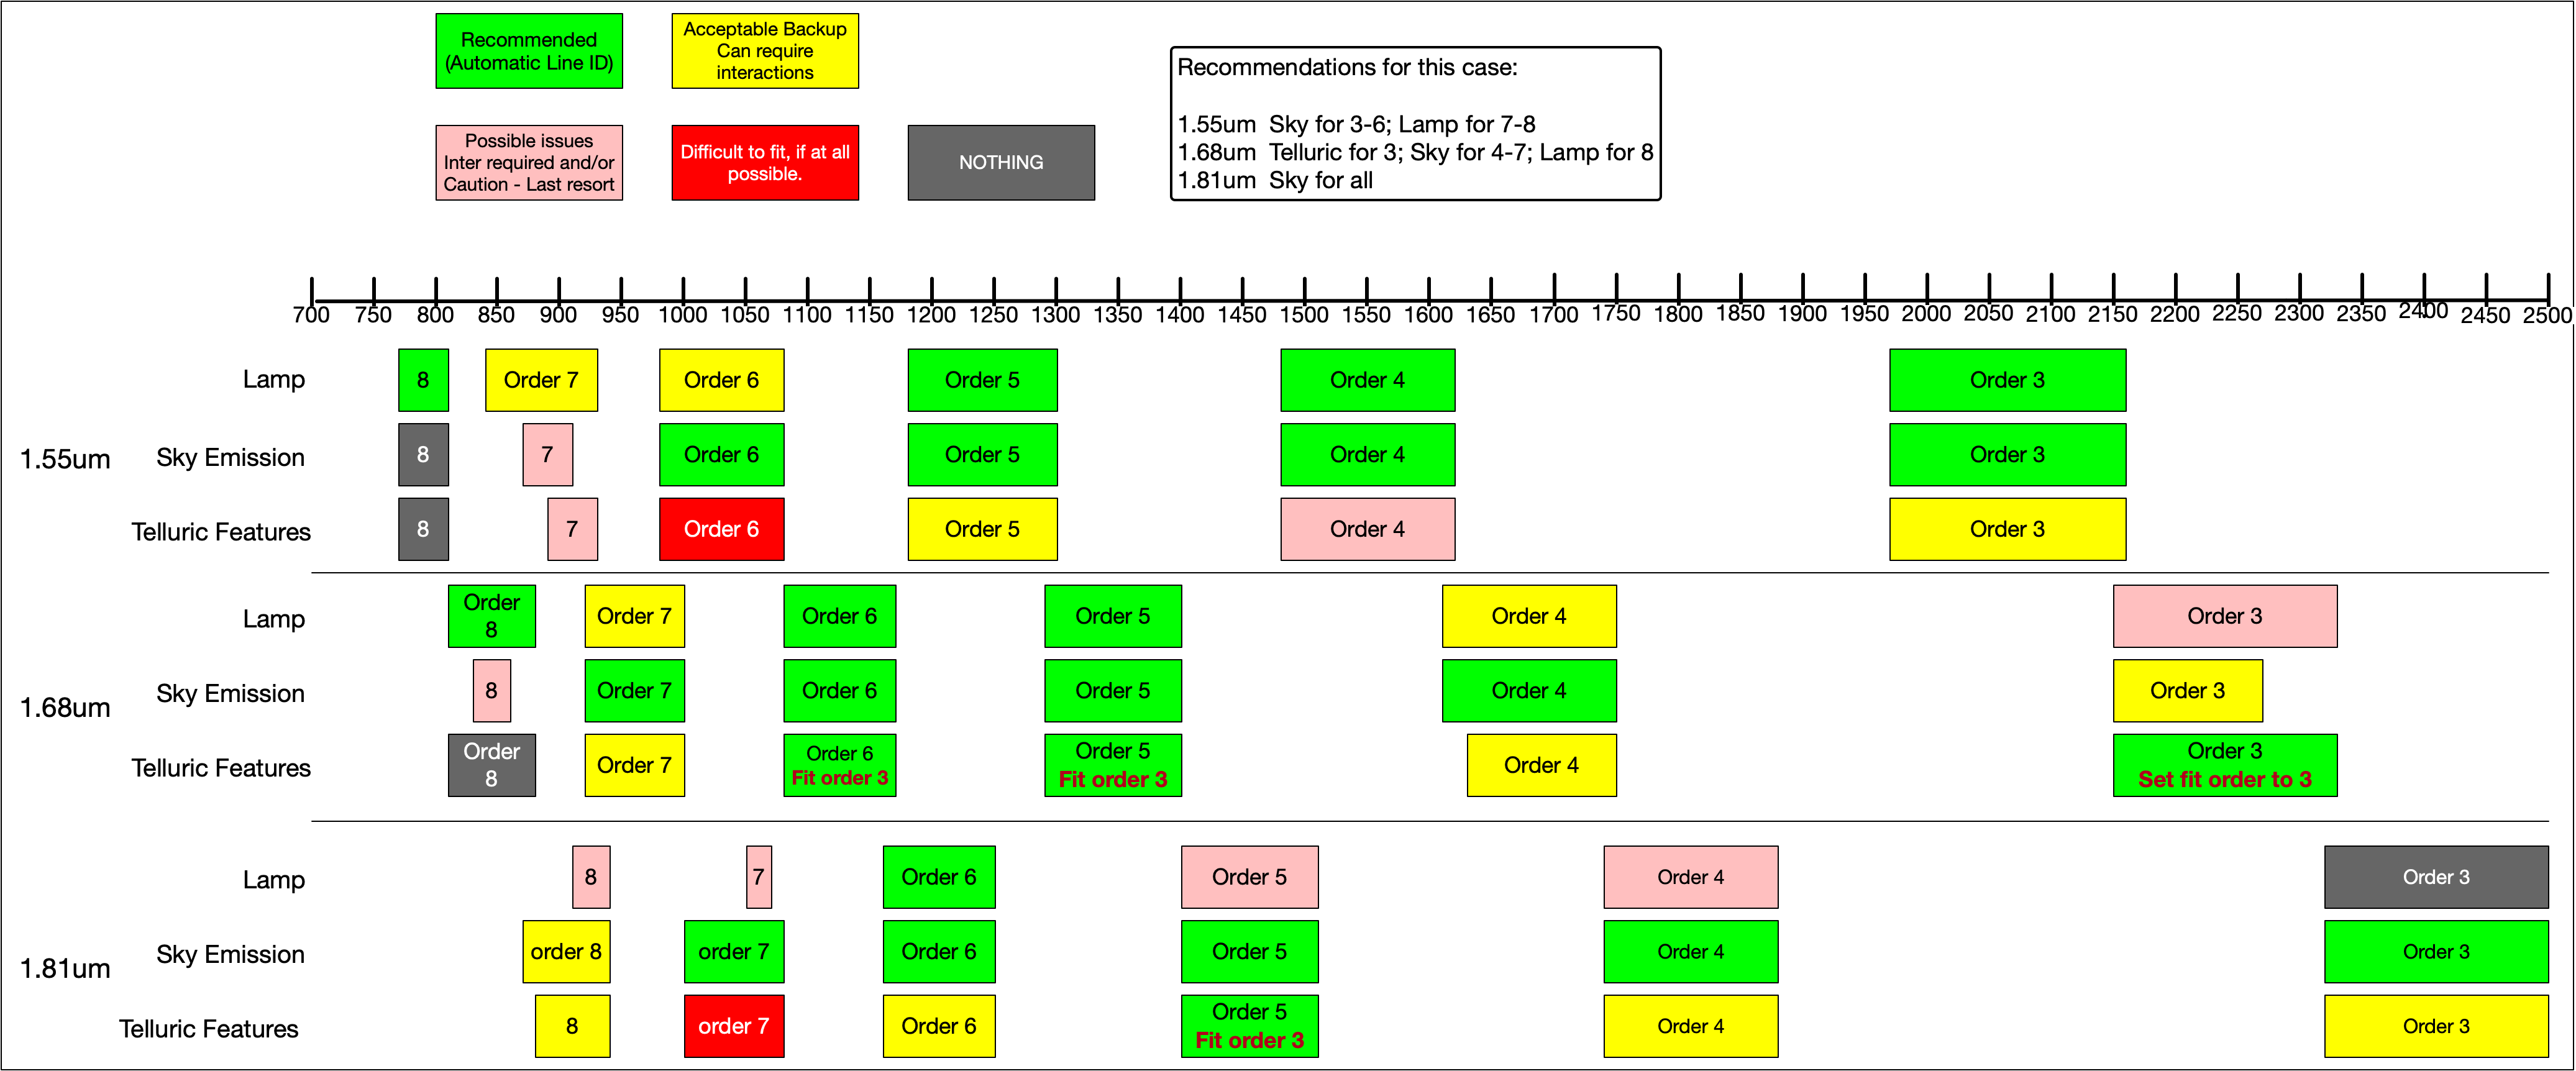 Recommended
(Automatic Line ID)
Acceptable Backup
Can require
interactions
Possible issues
Inter required and/or
Caution - Last resort
Difficult to fit, if at all
possible.
NOTHING
Recommendations for this case:
1.55um Sky for 3-6; Lamp for 7-8
1.68um Telluric for 3; Sky for 4-7; Lamp for 8
1.81um Sky for all
700 750 800 850 900 950 1000 1050 1100 1150 1200 1250 1300 1350 1400 1450 1500 1550 1600 1650 1700 1750 1800 1850 1900 1950 2000 2050 2100 2150 2200 2250 2300 2350 2400 2450 2500
1.55um
Lamp 8 Order 7 Order 6 Order 5 Order 4 Order 3
Sky Emission 8 7 Order 6 Order 5 Order 4 Order 3
Telluric Features 8 7 Order 6 Order 5 Order 4 Order 3
1.68um
Lamp Order 8 Order 7 Order 6 Order 5 Order 4 Order 3
Sky Emission 8 Order 7 Order 6 Order 5 Order 4 Order 3
Telluric Features Order 8 Order 7 Order 6 Fit order 3 Order 5 Fit order 3 Order 4 Order 3 Set fit order to 3
1.81um
Lamp 8 7 Order 6 Order 5 Order 4 Order 3
Sky Emission order 8 order 7 Order 6 Order 5 Order 4 Order 3
Telluric Features 8 order 7 Order 6 Order 5 Fit order 3 Order 4 Order 3